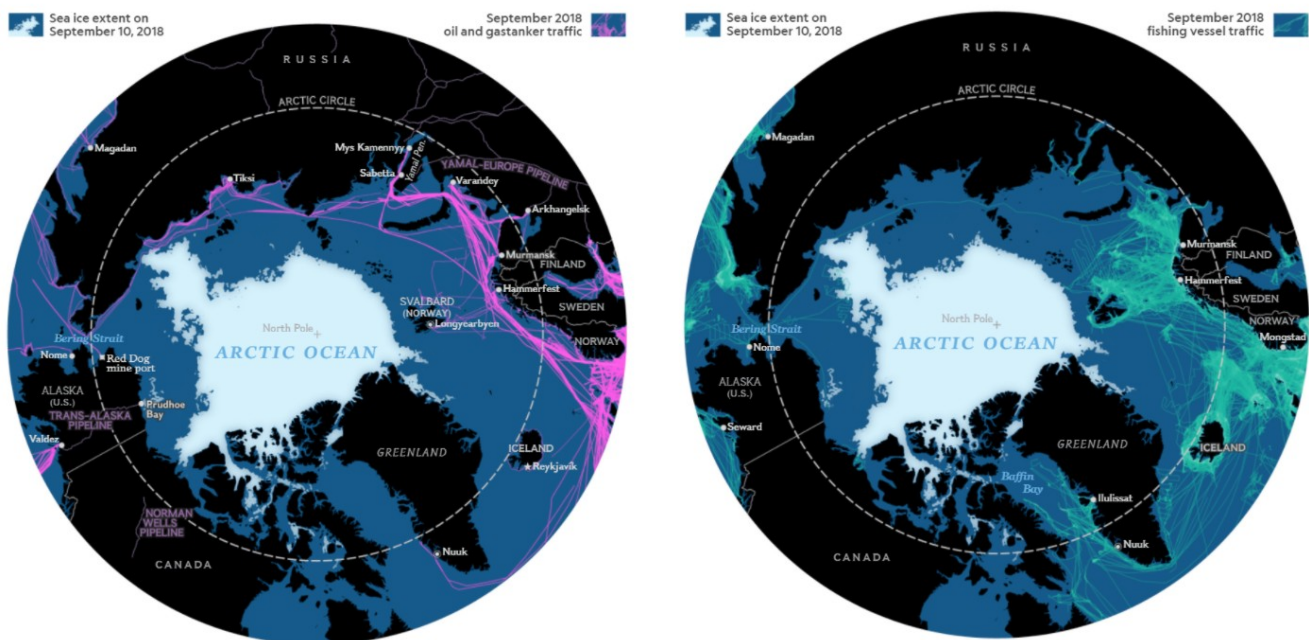 Sea ice extent on
September 10, 2018
September 2018
oil and gastanker traffic
RUSSIA
ARCTIC CIRCLE
Magadan
Mys Kamennyy
Yamal Pen.
YAMAL-EUROPE PIPELINE
Tiksi
Sabetta
Varandey
Arkhangelsk
Murmansk
FINLAND
Hammerfest
SVALBARD
(NORWAY)
SWEDEN
Longyearbyen
North Pole
NORWAY
Bering Strait
ARCTIC OCEAN
Nome
Red Dog
mine port
ALASKA
(U.S.)
Prudhoe
Bay
TRANS-ALASKA
PIPELINE
Valdez
GREENLAND
ICELAND
Reykjavík
NORMAN
WELLS
PIPELINE
Nuuk
CANADA
Sea ice extent on
September 10, 2018
September 2018
fishing vessel traffic
RUSSIA
ARCTIC CIRCLE
Magadan
Murmansk
FINLAND
Hammerfest
SWEDEN
NORWAY
North Pole
Bering Strait
Mongstad
ARCTIC OCEAN
Nome
ALASKA
(U.S.)
Seward
GREENLAND
ICELAND
Baffin
Bay
Ilulissat
Nuuk
CANADA